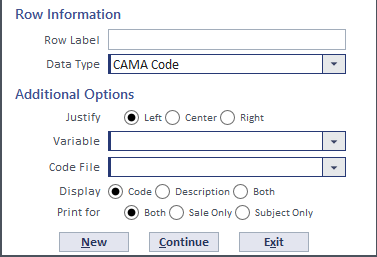 Row Information
Row Label
Data Type CAMA Code
Additional Options
Justify Left Center Right
Variable
Code File
Display Code Description Both
Print for Both Sale Only Subject Only
New Continue Exit